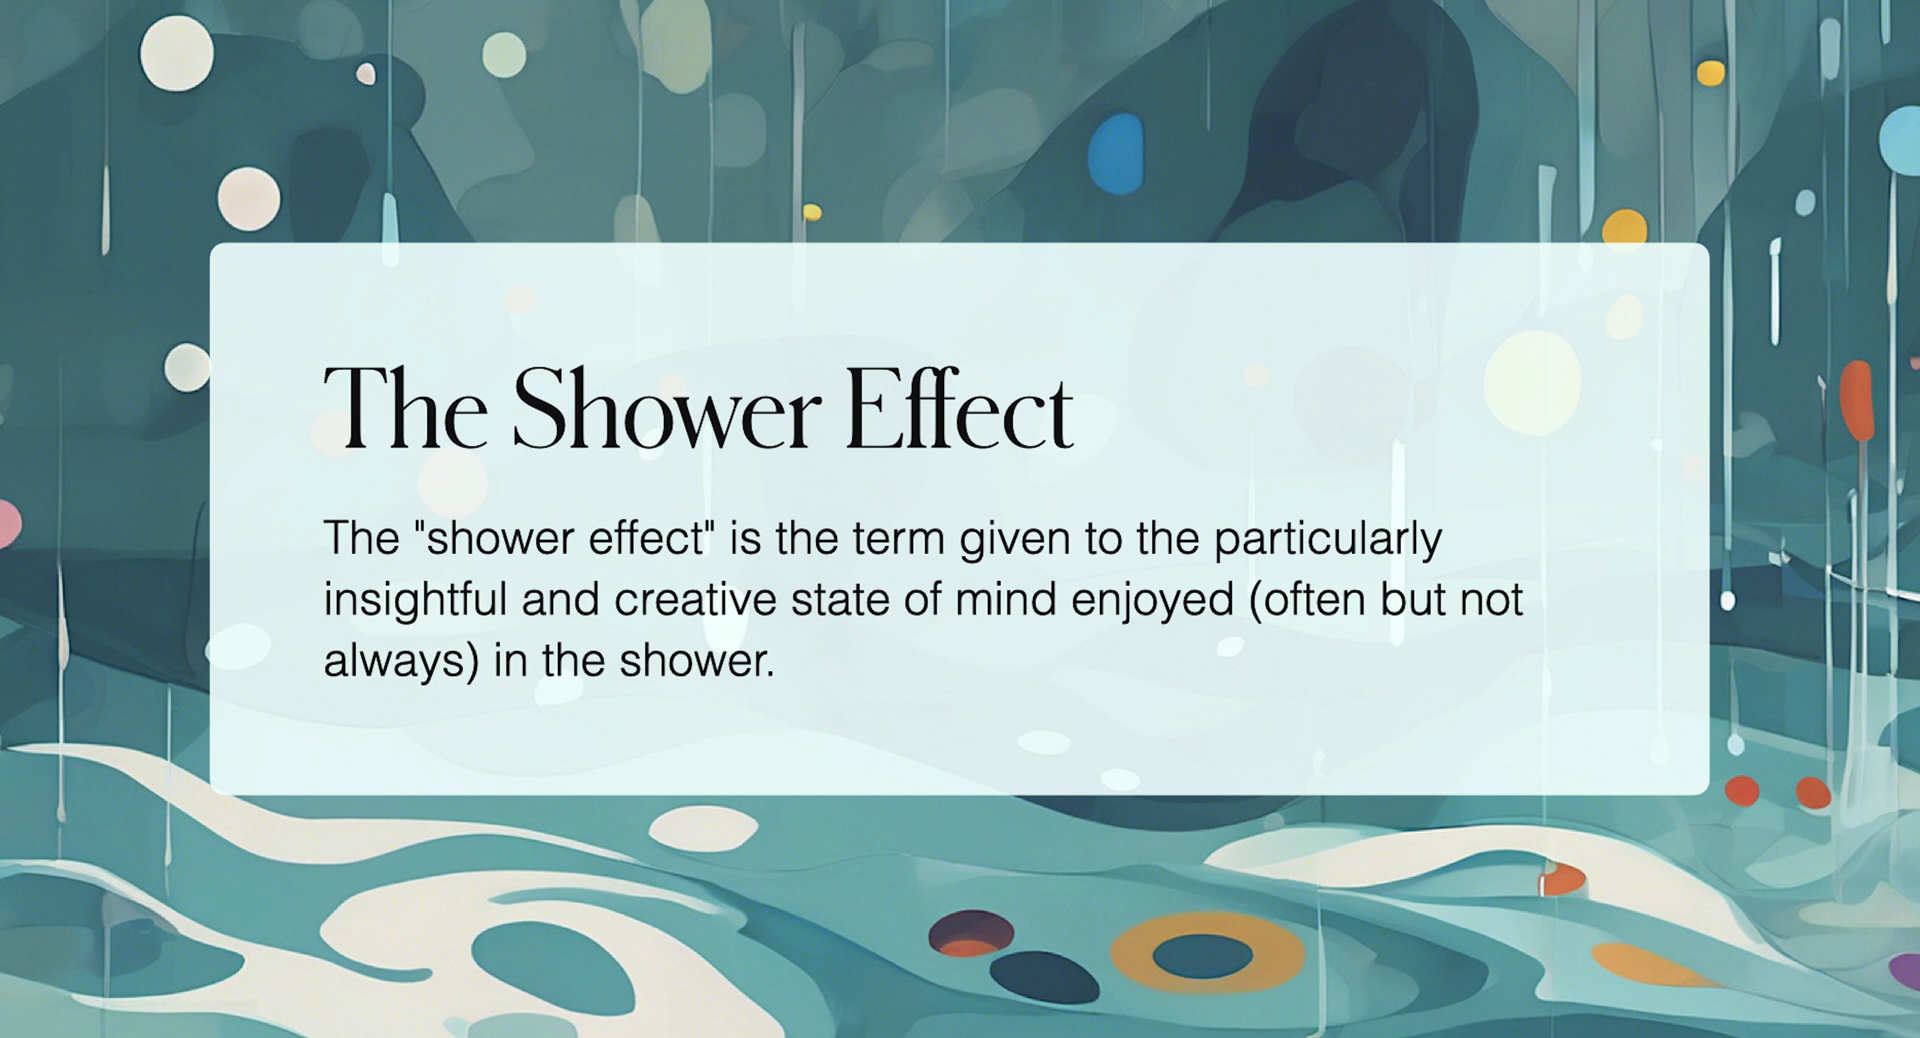 The Shower Effect
The "shower effect" is the term given to the particularly
insightful and creative state of mind enjoyed (often but not
always) in the shower.